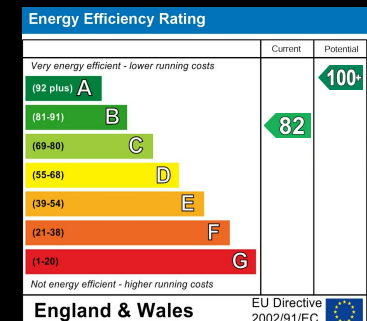 Energy Efficiency Rating
Current Potential
Very energy efficient - lower running costs
(92 plus) A
100+
(81-91) B
82
(69-80) C
(55-68) D
(39-54) E
(21-38) F
(1-20) G
Not energy efficient - higher running costs
England & Wales
EU Directive
2002/91/EC